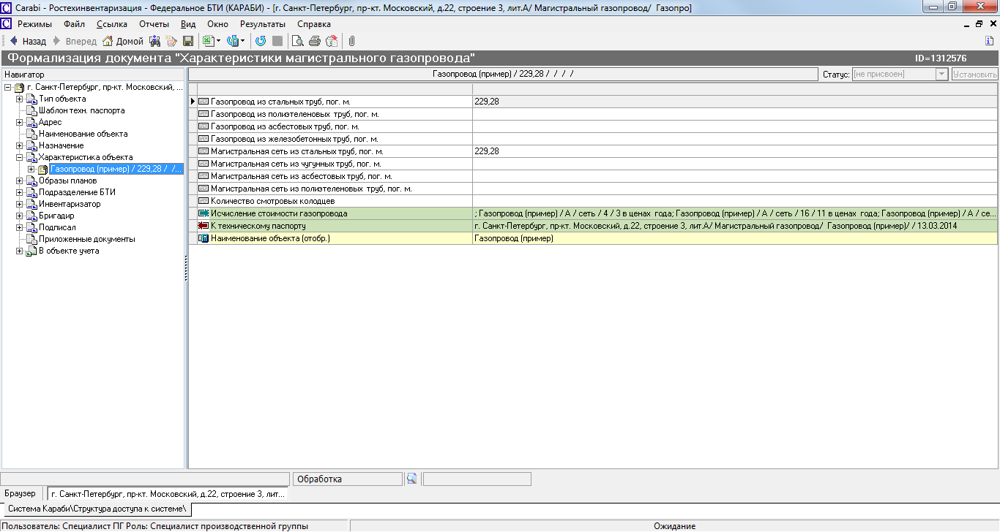 Carabi - Ростехинвентаризация - Федеральное БТИ (КАРАБИ) - [г. Санкт-Петербург, пр-кт. Московский, д.22, строение 3, лит.А/ Магистральный газопровод/ Газопро]
Режимы Файл Ссылка Отчеты Вид Окно Результаты Справка
Назад Вперед Домой
Формализация документа "Характеристики магистрального газопровода" ID=1312576
Навигатор
Газопровод (пример) / 229,28 / / / / Статус: [не присвоен] Установить
г. Санкт-Петербург, пр-кт. Московский, ...
Тип объекта
Шаблон техн. паспорта
Адрес
Наименование объекта
Назначение
Характеристика объекта
Газопровод (пример) / 229,28 / /...
Образы планов
Подразделение БТИ
Инвентаризатор
Бригадир
Подписал
Приложенные документы
В объекте учета
Газопровод из стальных труб, пог. м. 229,28
Газопровод из полиэтеленовых труб, пог. м.
Газопровод из асбестовых труб, пог. м.
Газопровод из железобетонных труб, пог. м.
Магистральная сеть из стальных труб, пог. м. 229,28
Магистральная сеть из чугунных труб, пог. м.
Магистральная сеть из асбестовых труб, пог. м.
Магистральная сеть из полиэтеленовых труб, пог. м.
Количество смотровых колодцев
Исчисление стоимости газопровода ; Газопровод (пример) / А / сеть / 4 / 3 в ценах года; Газопровод (пример) / А / сеть / 16 / 11 в ценах года; Газопровод (пример) / А / се...
К техническому паспорту г. Санкт-Петербург, пр-кт. Московский, д.22, строение 3, лит.А/ Магистральный газопровод/ Газопровод (пример)/ / 13.03.2014
Наименование объекта (отобр.) Газопровод (пример)
Обработка
Браузер г. Санкт-Петербург, пр-кт. Московский, д.22, строение 3, лит...
Система Караби\Структура доступа к системе\
Пользователь: Специалист ПГ Роль: Специалист производственной группы Ожидание